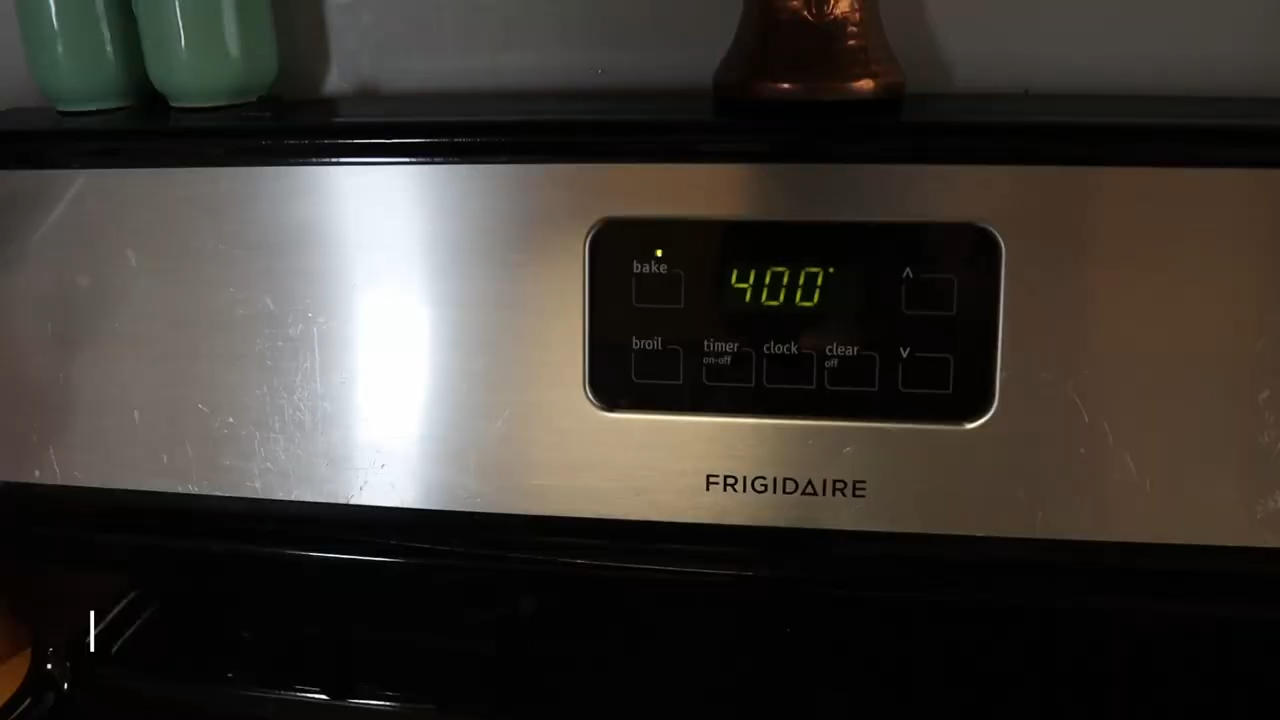 bake
400°
^
broil
timer
on-off
clock
clear
off
v
FRIGIDAIRE